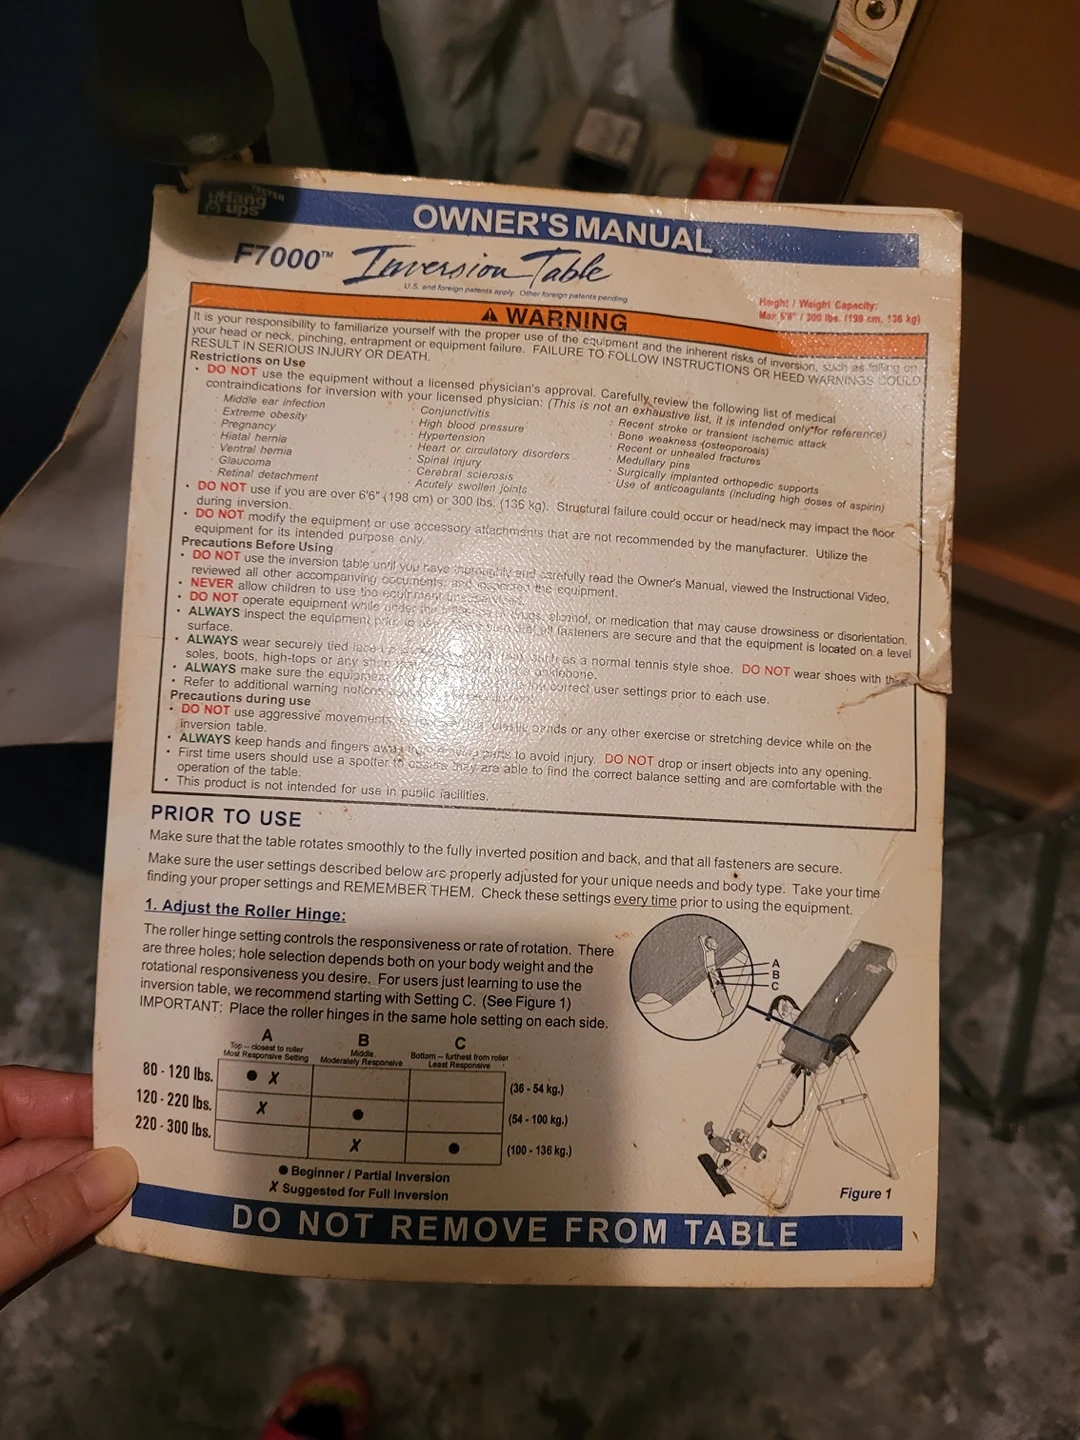 TEETER
Hang
ups
OWNER'S MANUAL
F7000™ Inversion Table
U.S. and foreign patents apply. Other foreign patents pending.
Height / Weight Capacity:
Max 6'6" / 300 lbs. (198 cm, 136 kg)
WARNING
It is your responsibility to familiarize yourself with the proper use of the equipment and the inherent risks of inversion, such as falling on
your head or neck, pinching, entrapment or equipment failure. FAILURE TO FOLLOW INSTRUCTIONS OR HEED WARNINGS COULD
RESULT IN SERIOUS INJURY OR DEATH.
Restrictions on Use
• DO NOT use the equipment without a licensed physician's approval. Carefully review the following list of medical
contraindications for inversion with your licensed physician: (This is not an exhaustive list, it is intended only for reference)
· Middle ear infection
· Extreme obesity
· Pregnancy
· Hiatal hernia
· Ventral hernia
· Glaucoma
· Retinal detachment
· Conjunctivitis
· High blood pressure
· Hypertension
· Heart or circulatory disorders
· Spinal injury
· Cerebral sclerosis
· Acutely swollen joints
· Recent stroke or transient ischemic attack
· Bone weakness (osteoporosis)
· Recent or unhealed fractures
· Medullary pins
· Surgically implanted orthopedic supports
· Use of anticoagulants (including high doses of aspirin)
• DO NOT use if you are over 6'6" (198 cm) or 300 lbs. (136 kg). Structural failure could occur or head/neck may impact the floor
during inversion.
• DO NOT modify the equipment or use accessory attachments that are not recommended by the manufacturer. Utilize the
equipment for its intended purpose only.
Precautions Before Using
• DO NOT use the inversion table until you have thoroughly and carefully read the Owner's Manual, viewed the Instructional Video,
reviewed all other accompanying documents, and inspected the equipment.
• NEVER allow children to use the equipment
• DO NOT operate equipment while under the drugs, alcohol, or medication that may cause drowsiness or disorientation.
• ALWAYS inspect the equipment prior to all fasteners are secure and that the equipment is located on a level
surface.
• ALWAYS wear securely tied such as a normal tennis style shoe. DO NOT wear shoes with thick
soles, boots, high-tops or any anklebone.
• ALWAYS make sure the equipment the correct user settings prior to each use.
• Refer to additional warning notices
Precautions during use
• DO NOT use aggressive movements, elastic bands or any other exercise or stretching device while on the
inversion table.
• ALWAYS keep hands and fingers away from parts to avoid injury. DO NOT drop or insert objects into any opening.
• First time users should use a spotter to ensure they are able to find the correct balance setting and are comfortable with the
operation of the table.
• This product is not intended for use in public facilities.
PRIOR TO USE
Make sure that the table rotates smoothly to the fully inverted position and back, and that all fasteners are secure.
Make sure the user settings described below are properly adjusted for your unique needs and body type. Take your time
finding your proper settings and REMEMBER THEM. Check these settings every time prior to using the equipment.
1. Adjust the Roller Hinge:
The roller hinge setting controls the responsiveness or rate of rotation. There
are three holes; hole selection depends both on your body weight and the
rotational responsiveness you desire. For users just learning to use the
inversion table, we recommend starting with Setting C. (See Figure 1)
IMPORTANT: Place the roller hinges in the same hole setting on each side.
A
B
C
A B C
Top -- closest to roller Middle Bottom -- furthest from roller
Most Responsive Setting Moderately Responsive Least Responsive
80 - 120 lbs. ● X (36 - 54 kg.)
120 - 220 lbs. X ● (54 - 100 kg.)
220 - 300 lbs. X ● (100 - 136 kg.)
● Beginner / Partial Inversion
X Suggested for Full Inversion
Figure 1
DO NOT REMOVE FROM TABLE